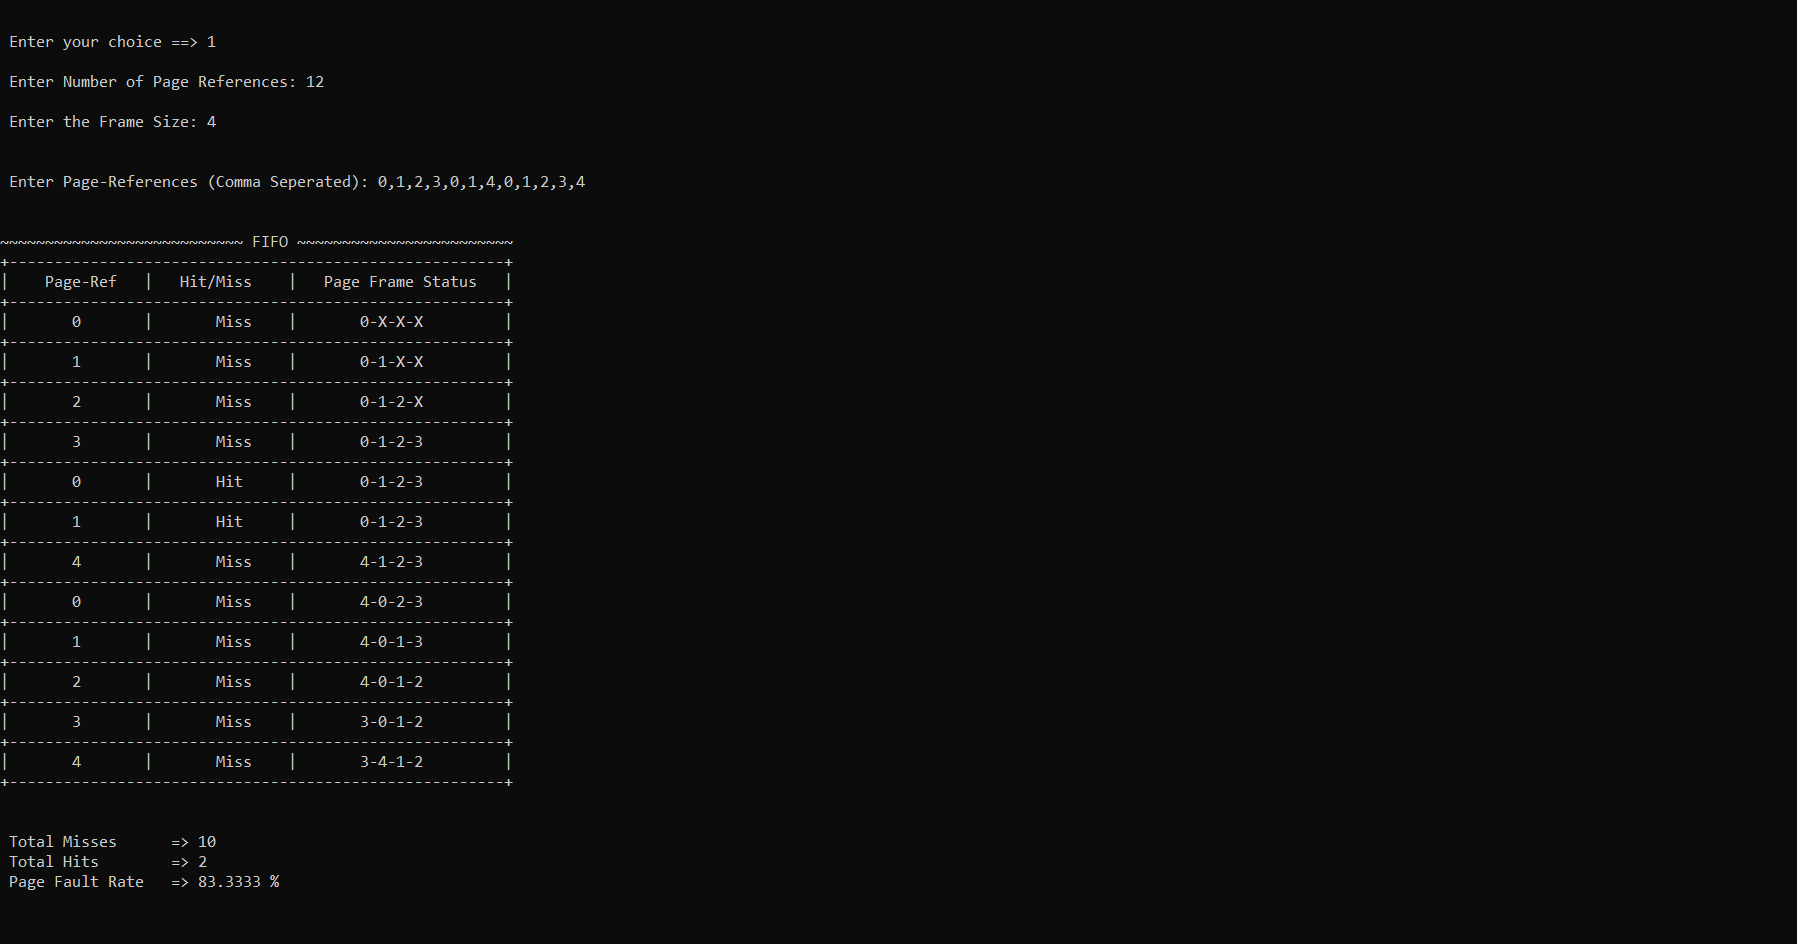 Enter your choice ==> 1
Enter Number of Page References: 12
Enter the Frame Size: 4
Enter Page-References (Comma Seperated): 0,1,2,3,0,1,4,0,1,2,3,4
~~~~~~~~~~~~~~~~~~~~~~~~~~~ FIFO ~~~~~~~~~~~~~~~~~~~~~~~~
+-------------------------------------------------------+
|    Page-Ref   |   Hit/Miss    |   Page Frame Status   |
+-------------------------------------------------------+
|       0       |       Miss    |       0-X-X-X         |
+-------------------------------------------------------+
|       1       |       Miss    |       0-1-X-X         |
+-------------------------------------------------------+
|       2       |       Miss    |       0-1-2-X         |
+-------------------------------------------------------+
|       3       |       Miss    |       0-1-2-3         |
+-------------------------------------------------------+
|       0       |       Hit     |       0-1-2-3         |
+-------------------------------------------------------+
|       1       |       Hit     |       0-1-2-3         |
+-------------------------------------------------------+
|       4       |       Miss    |       4-1-2-3         |
+-------------------------------------------------------+
|       0       |       Miss    |       4-0-2-3         |
+-------------------------------------------------------+
|       1       |       Miss    |       4-0-1-3         |
+-------------------------------------------------------+
|       2       |       Miss    |       4-0-1-2         |
+-------------------------------------------------------+
|       3       |       Miss    |       3-0-1-2         |
+-------------------------------------------------------+
|       4       |       Miss    |       3-4-1-2         |
+-------------------------------------------------------+
Total Misses      => 10
Total Hits        => 2
Page Fault Rate   => 83.3333 %